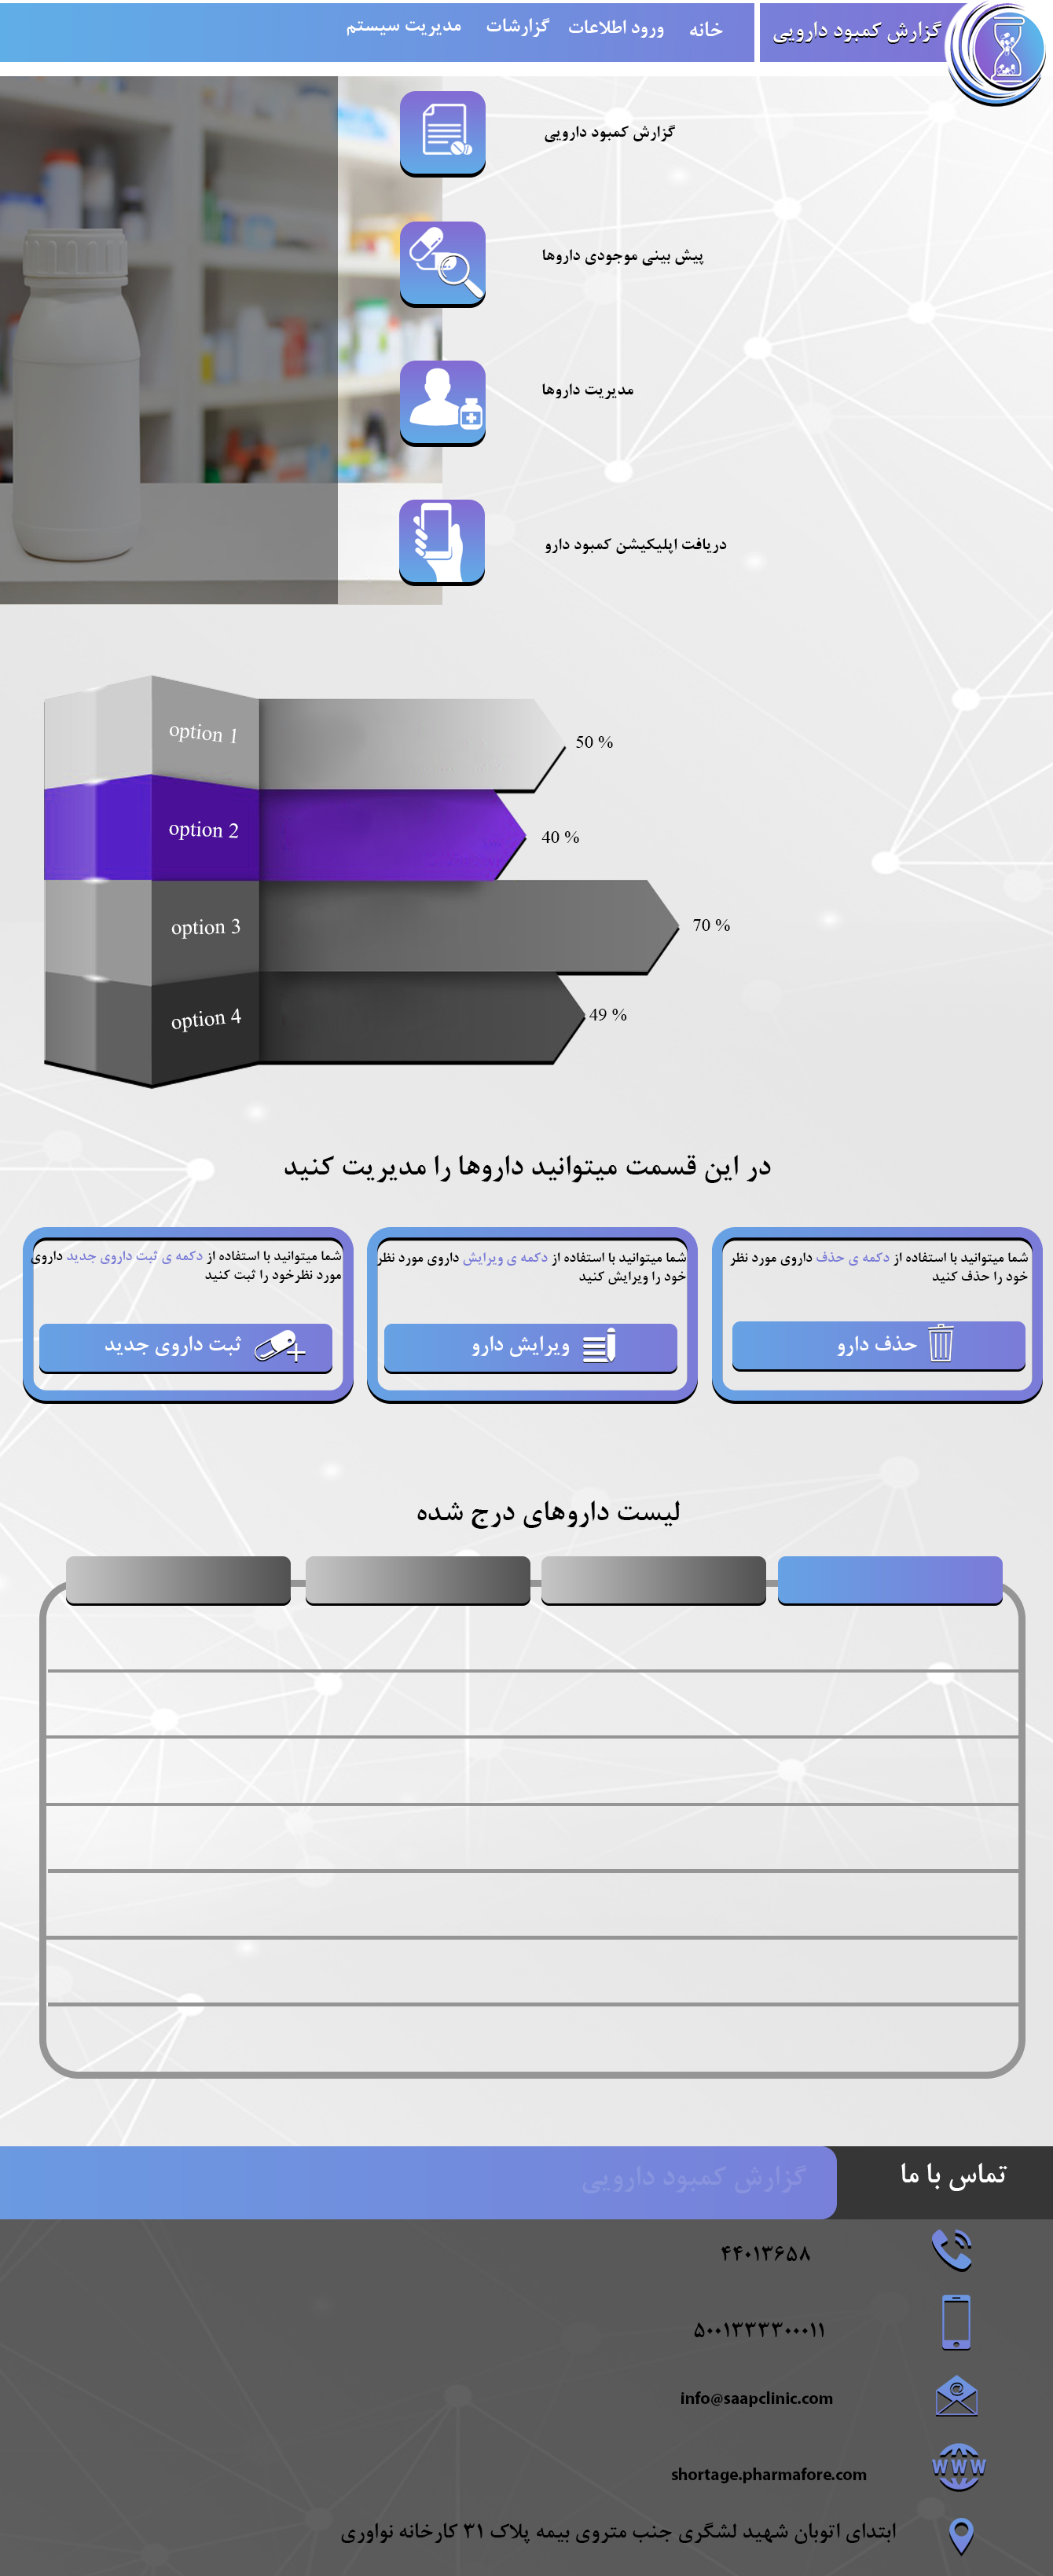 گزارش کمبود دارویی
خانه ورود اطلاعات گزارشات مدیریت سیستم
گزارش کمبود دارویی
پیش بینی موجودی داروها
مدیریت داروها
دریافت اپلیکیشن کمبود دارو
option 1 50 %
option 2 40 %
option 3 70 %
option 4 49 %
در این قسمت میتوانید داروها را مدیریت کنید
شما میتوانید با استفاده از دکمه ی حذف داروی مورد نظر
خود را حذف کنید
حذف دارو
شما میتوانید با استفاده از دکمه ی ویرایش داروی مورد نظر
خود را ویرایش کنید
ویرایش دارو
شما میتوانید با استفاده از دکمه ی ثبت داروی جدید داروی
مورد نظرخود را ثبت کنید
ثبت داروی جدید
لیست داروهای درج شده
تماس با ما
گزارش کمبود دارویی
۴۴۰۱۳۶۵۸
۵۰۰۱۳۳۳۳۰۰۰۱۱
@
info@saapclinic.com
WWW
shortage.pharmafore.com
ابتدای اتوبان شهید لشگری جنب متروی بیمه پلاک ۳۱ کارخانه نواوری